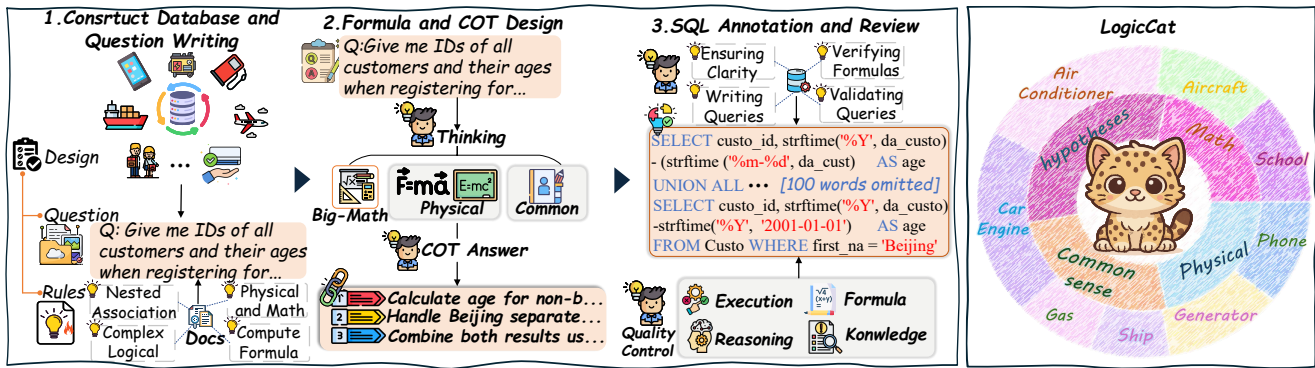 1.Consrtuct Database and
Question Writing
Design
Question
Q: Give me IDs of all
customers and their ages
when registering for...
Rules
Nested
Association
Physical
and Math
Complex
Logical
Docs
Compute
Formula
2.Formula and COT Design
Q:Give me IDs of all
customers and their ages
when registering for...
Thinking
Big-Math
F=ma
E=mc²
Physical
Common
COT Answer
1 Calculate age for non-b...
2 Handle Beijing separate...
3 Combine both results us...
3.SQL Annotation and Review
Ensuring
Clarity
Verifying
Formulas
Writing
Queries
Validating
Queries
SELECT custo_id, strftime('%Y', da_custo)
- (strftime ('%m-%d', da_cust) AS age
UNION ALL ••• [100 words omitted]
SELECT custo_id, strftime('%Y', da_custo)
-strftime('%Y', '2001-01-01') AS age
FROM Custo WHERE first_na = 'Beijing'
Quality
Control
Execution
Formula
Reasoning
Konwledge
LogicCat
Air
Conditioner
Aircraft
hypotheses
Math
School
Car
Engine
Phone
Common
sense
Physical
Gas
Ship
Generator